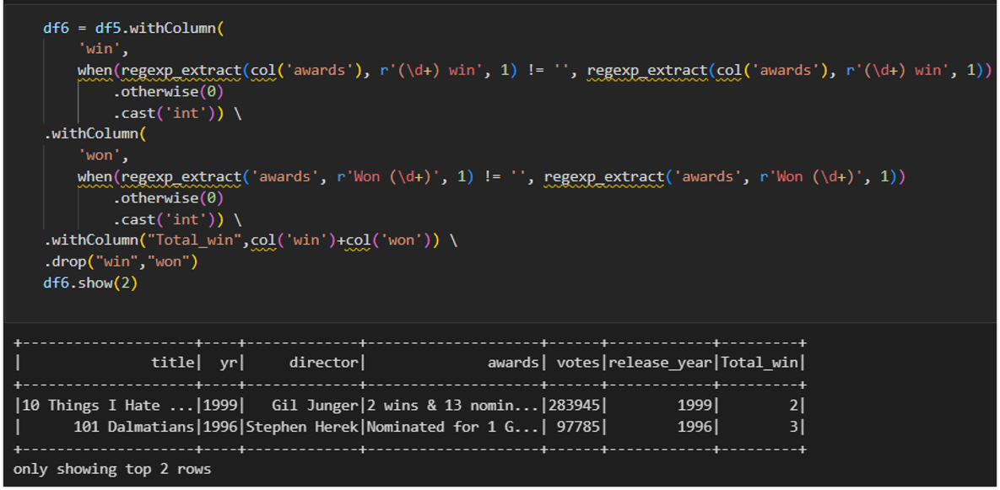 df6 = df5.withColumn(
    'win',
    when(regexp_extract(col('awards'), r'(\d+) win', 1) != '', regexp_extract(col('awards'), r'(\d+) win', 1))
        .otherwise(0)
        .cast('int')) \
.withColumn(
    'won',
    when(regexp_extract('awards', r'Won (\d+)', 1) != '', regexp_extract('awards', r'Won (\d+)', 1))
        .otherwise(0)
        .cast('int')) \
.withColumn("Total_win",col('win')+col('won')) \
.drop("win","won")
df6.show(2)
+--------------------+----+-------------+--------------------+------+------------+---------+
|               title|  yr|     director|              awards| votes|release_year|Total_win|
+--------------------+----+-------------+--------------------+------+------------+---------+
|10 Things I Hate ...|1999|   Gil Junger|2 wins & 13 nomin...|283945|        1999|        2|
|      101 Dalmatians|1996|Stephen Herek|Nominated for 1 G...| 97785|        1996|        3|
+--------------------+----+-------------+--------------------+------+------------+---------+
only showing top 2 rows